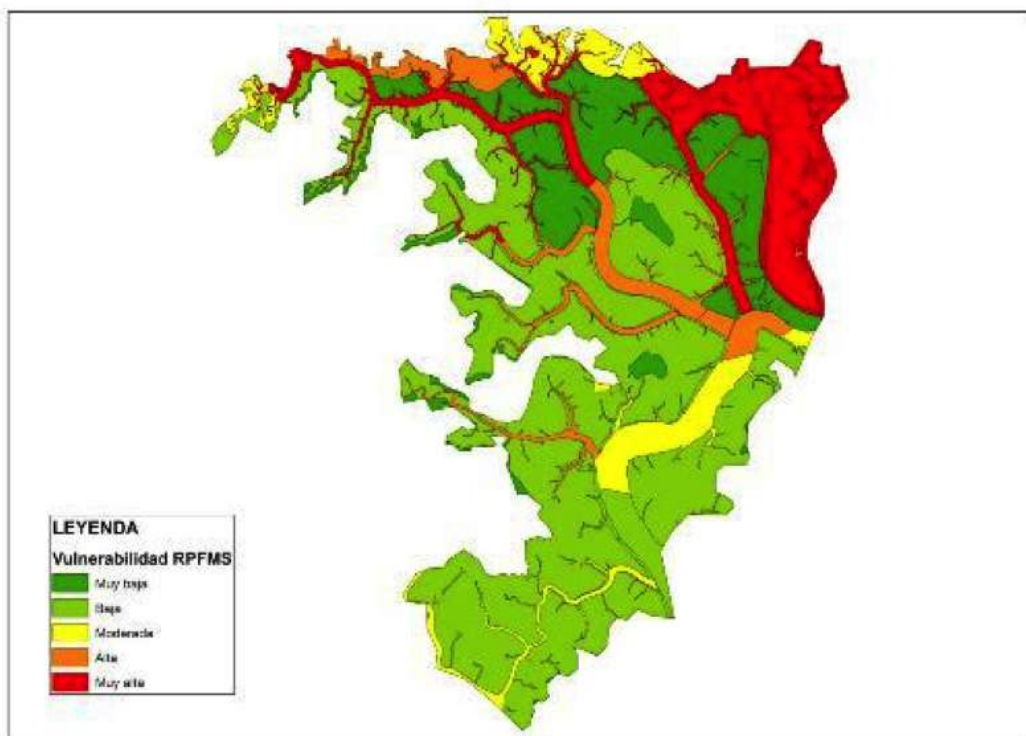 LEYENDA
Vulnerabilidad RPFMS
Muy baja
Baja
Moderada
Alta
Muy alta